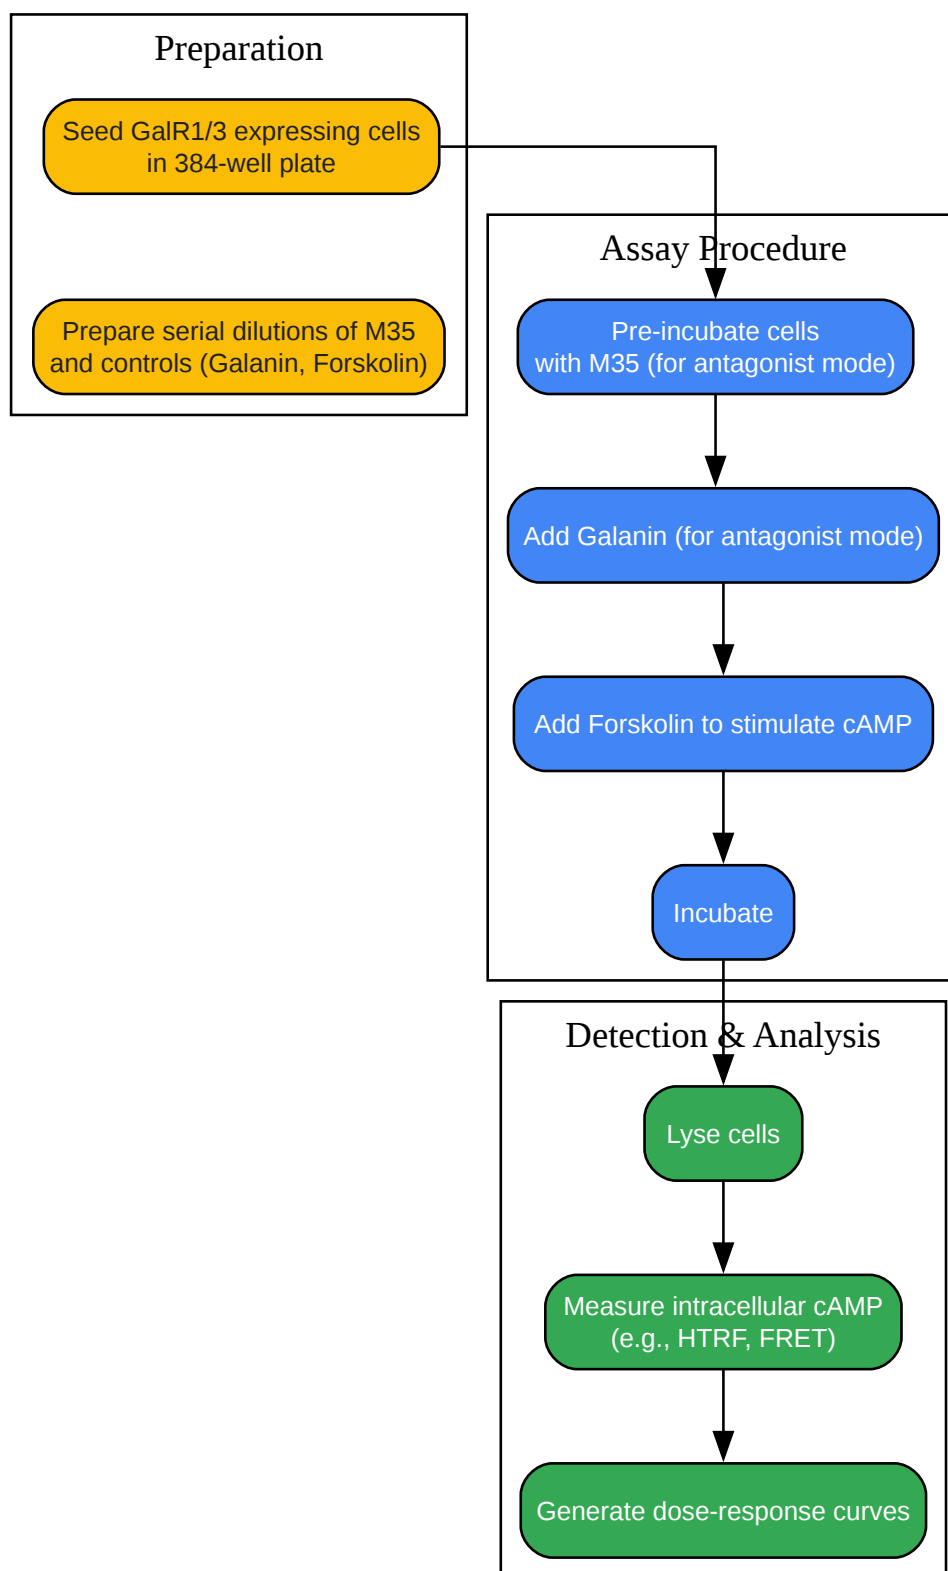 Preparation
Seed GalR1/3 expressing cells
in 384-well plate
Prepare serial dilutions of M35
and controls (Galanin, Forskolin)
Assay Procedure
Pre-incubate cells
with M35 (for antagonist mode)
Add Galanin (for antagonist mode)
Add Forskolin to stimulate cAMP
Incubate
Detection & Analysis
Lyse cells
Measure intracellular cAMP
(e.g., HTRF, FRET)
Generate dose-response curves